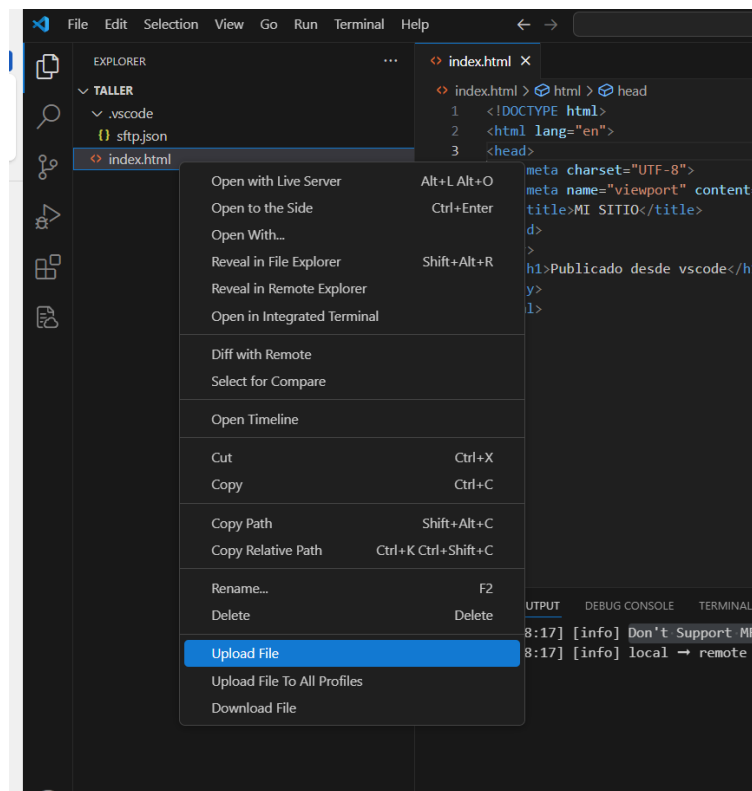 File Edit Selection View Go Run Terminal Help
EXPLORER
TALLER
.vscode
{} sftp.json
<> index.html
<> index.html
index.html > html > head
1 <!DOCTYPE html>
2 <html lang="en">
3 <head>
meta charset="UTF-8">
meta name="viewport" content
title>MI SITIO</title>
d>
>
h1>Publicado desde vscode</h
y>
l>
Open with Live Server Alt+L Alt+O
Open to the Side Ctrl+Enter
Open With...
Reveal in File Explorer Shift+Alt+R
Reveal in Remote Explorer
Open in Integrated Terminal
Diff with Remote
Select for Compare
Open Timeline
Cut Ctrl+X
Copy Ctrl+C
Copy Path Shift+Alt+C
Copy Relative Path Ctrl+K Ctrl+Shift+C
Rename... F2
Delete Delete
Upload File
Upload File To All Profiles
Download File
UTPUT DEBUG CONSOLE TERMINAL
8:17] [info] Don't Support
8:17] [info] local → remote